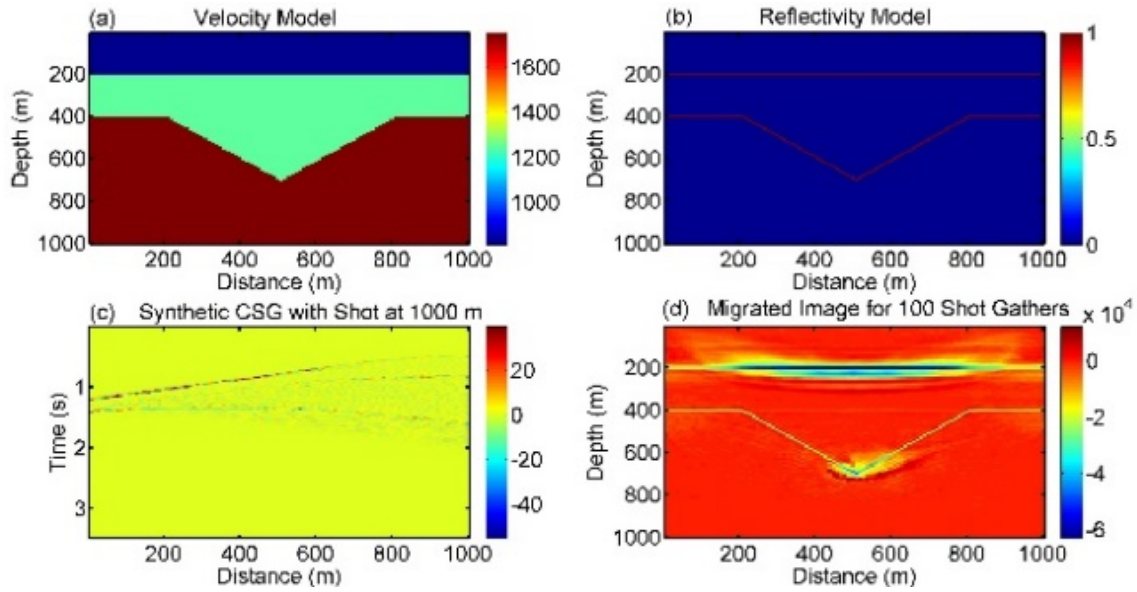 (a) Velocity Model
Depth (m)
200
400
600
800
1000
200 400 600 800 1000
Distance (m)
1600
1400
1200
1000
(b) Reflectivity Model
Depth (m)
200
400
600
800
1000
200 400 600 800 1000
Distance (m)
1
0.5
0
(c) Synthetic CSG with Shot at 1000 m
Time (s)
1
2
3
200 400 600 800 1000
Distance (m)
20
0
-20
-40
(d) Migrated Image for 100 Shot Gathers
Depth (m)
200
400
600
800
1000
200 400 600 800 1000
Distance (m)
x 10^4
0
-2
-4
-6